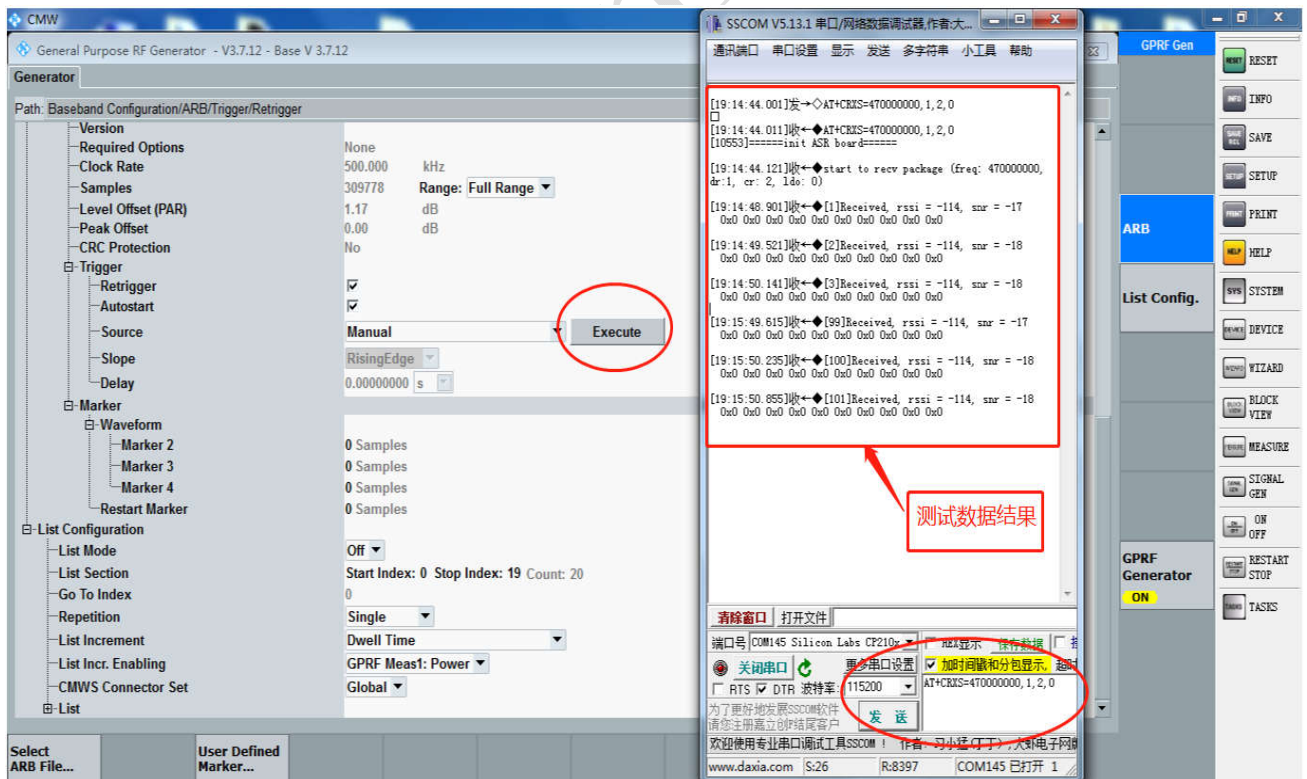 CMW
General Purpose RF Generator - V3.7.12 - Base V 3.7.12
Generator
Path: Baseband Configuration/ARB/Trigger/Retrigger
Version
Required Options None
Clock Rate 500.000 kHz
Samples 309778 Range: Full Range
Level Offset (PAR) 1.17 dB
Peak Offset 0.00 dB
CRC Protection No
Trigger
Retrigger
Autostart
Source Manual Execute
Slope RisingEdge
Delay 0.00000000 s
Marker
Waveform
Marker 2 0 Samples
Marker 3 0 Samples
Marker 4 0 Samples
Restart Marker 0 Samples
List Configuration
List Mode Off
List Section Start Index: 0 Stop Index: 19 Count: 20
Go To Index 0
Repetition Single
List Increment Dwell Time
List Incr. Enabling GPRF Meas1: Power
CMWS Connector Set Global
List
Select
ARB File...
User Defined
Marker...
SSCOM V5.13.1 串口/网络数据调试器,作者:大...
通讯端口 串口设置 显示 发送 多字符串 小工具 帮助
[19:14:44.001]发→◇AT+CRXS=470000000,1,2,0
□
[19:14:44.011]收←◆AT+CRXS=470000000,1,2,0
[10553]======init ASR board======
[19:14:44.121]收←◆start to recv package (freq: 470000000,
dr:1, cr: 2, ldo: 0)
[19:14:48.901]收←◆[1]Received, rssi = -114, snr = -17
0x0 0x0 0x0 0x0 0x0 0x0 0x0 0x0
[19:14:49.521]收←◆[2]Received, rssi = -114, snr = -18
0x0 0x0 0x0 0x0 0x0 0x0 0x0 0x0
[19:14:50.141]收←◆[3]Received, rssi = -114, snr = -18
0x0 0x0 0x0 0x0 0x0 0x0 0x0 0x0
[19:15:49.615]收←◆[99]Received, rssi = -114, snr = -17
0x0 0x0 0x0 0x0 0x0 0x0 0x0 0x0
[19:15:50.235]收←◆[100]Received, rssi = -114, snr = -18
0x0 0x0 0x0 0x0 0x0 0x0 0x0 0x0
[19:15:50.855]收←◆[101]Received, rssi = -114, snr = -18
0x0 0x0 0x0 0x0 0x0 0x0 0x0 0x0
测试数据结果
清除窗口 打开文件
端口号 COM145 Silicon Labs CP210x HEX显示 保存数据
关闭串口 更多串口设置 加时间戳和分包显示, 超时
RTS DTR 波特率: 115200 AT+CRXS=470000000,1,2,0
为了更好地发展SSCOM软件
请您注册嘉立创F结尾客户
发 送
欢迎使用专业串口调试工具SSCOM ! 作者: 习小猛(丁丁),大虾电子网
www.daxia.com S:26 R:8397 COM145 已打开 1
GPRF Gen
ARB
List Config.
GPRF
Generator
ON
RESET
INFO
SAVE
SETUP
PRINT
HELP
SYS SYSTEM
DEVICE
WIZARD
BLOCK
VIEW
MEASURE
SIGNAL
GEN
ON
OFF
RESTART
STOP
TASKS